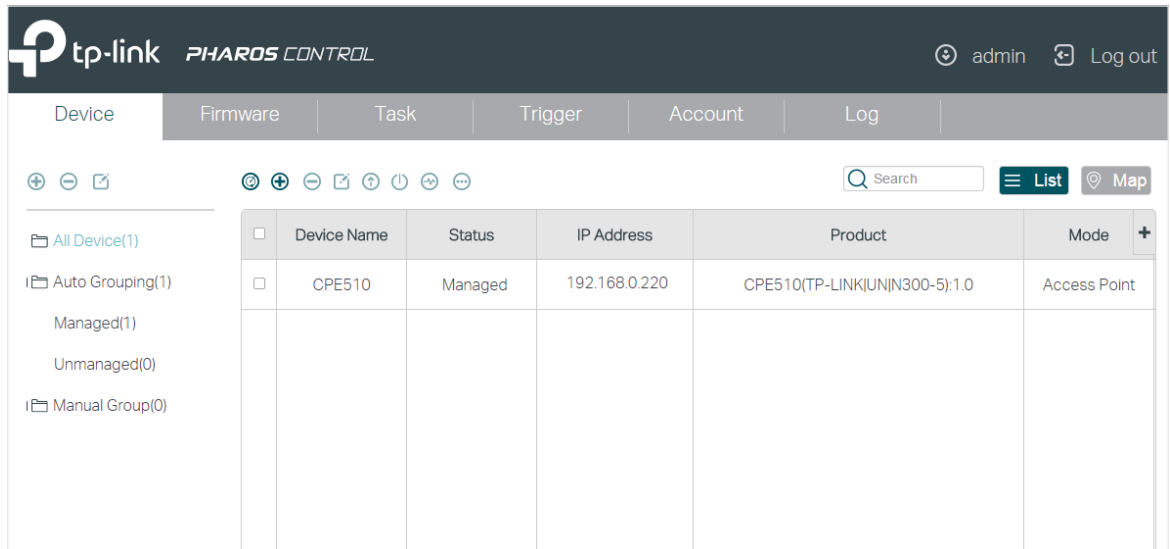 tp-link PHAROS CONTROL admin Log out
Device Firmware Task Trigger Account Log
Search List Map
All Device(1)
Auto Grouping(1)
Managed(1)
Unmanaged(0)
Manual Group(0)
Device Name Status IP Address Product Mode
CPE510 Managed 192.168.0.220 CPE510(TP-LINK|UN|N300-5):1.0 Access Point